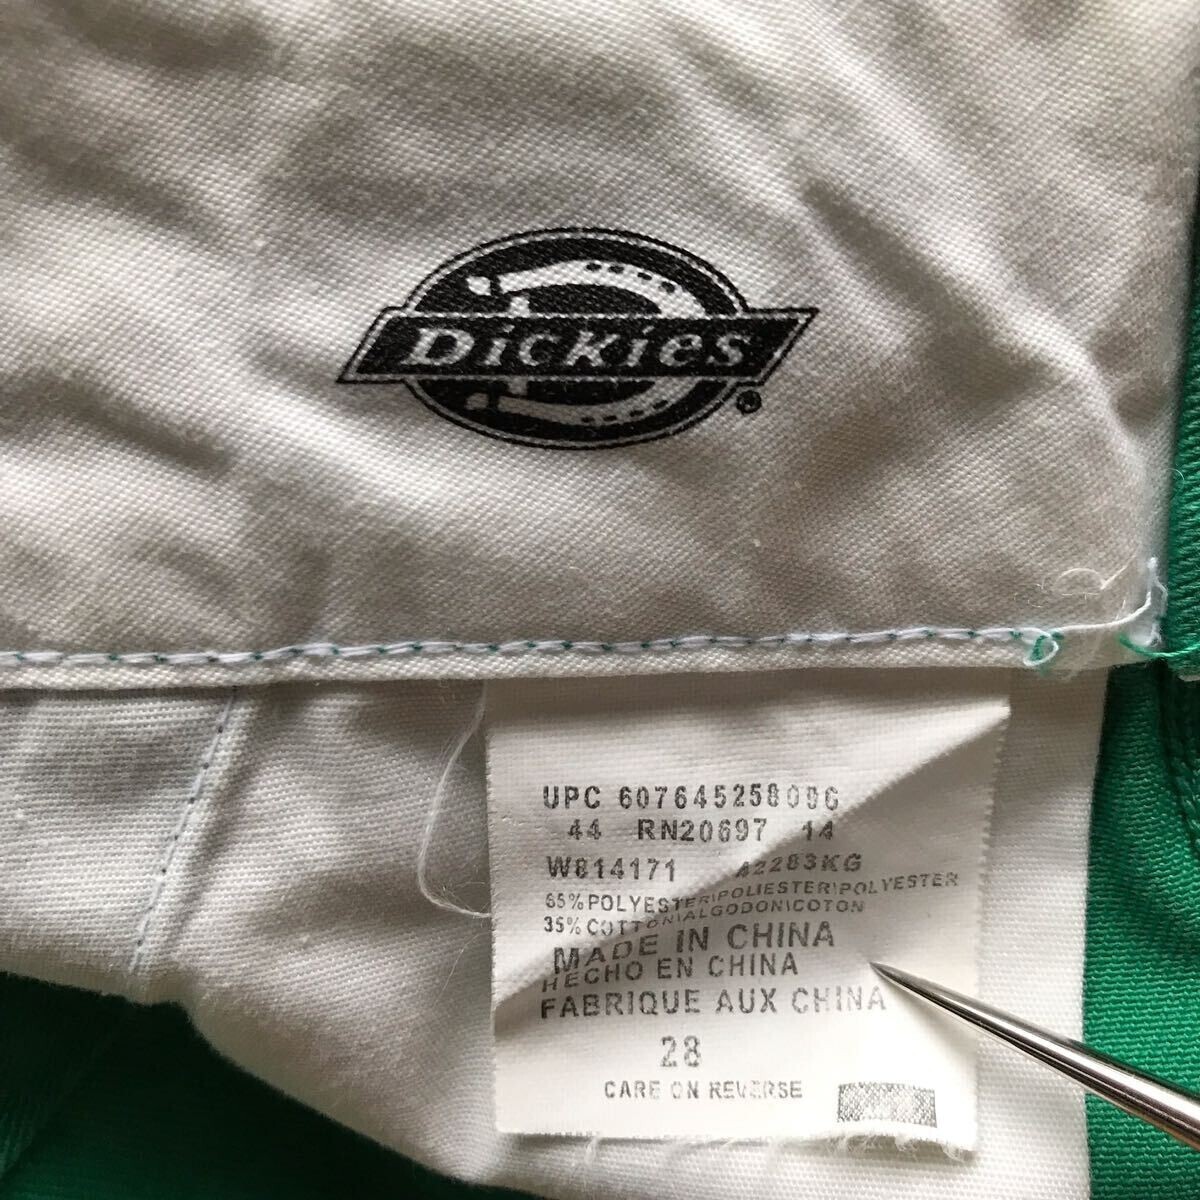 Dickies®
UPC 607645258096
44 RN20697 14
W814171 42283KG
65%POLYESTER\POLIESTER\POLYESTER
35%COTTON\ALGODON\COTON
MADE IN CHINA
HECHO EN CHINA
FABRIQUE AUX CHINA
28
CARE ON REVERSE